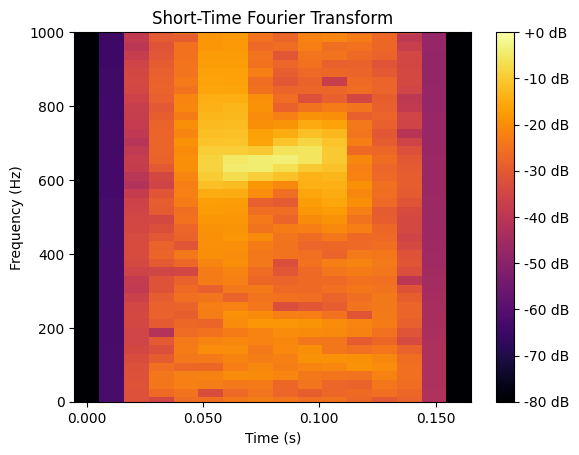 Short-Time Fourier Transform
1000
800
600
400
200
0
Frequency (Hz)
0.000
0.050
0.100
0.150
Time (s)
+0 dB
-10 dB
-20 dB
-30 dB
-40 dB
-50 dB
-60 dB
-70 dB
-80 dB